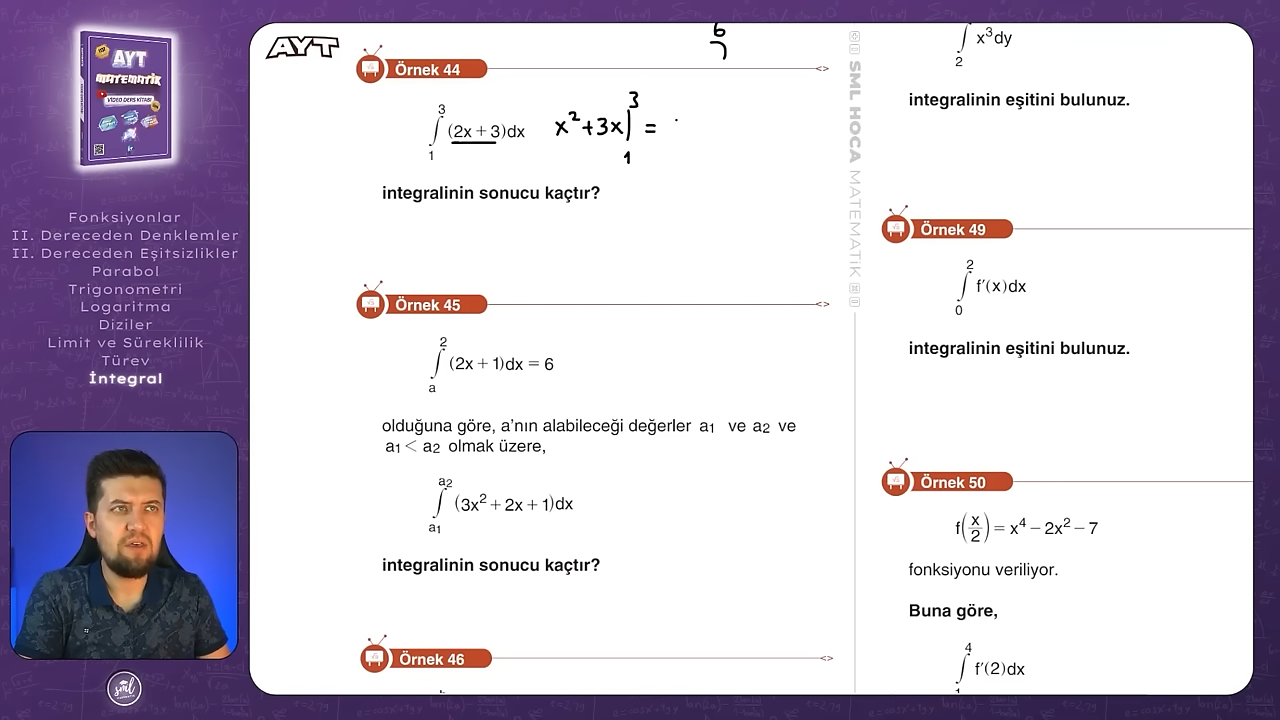 AYT
AYT
MATEMATİK
VİDEO DERS KİTABI
Fonksiyonlar
II. Dereceden Denklemler
II. Dereceden Eşitsizlikler
Parabol
Trigonometri
Logaritma
Diziler
Limit ve Süreklilik
Türev
İntegral
sml
6
7
Örnek 44
∫₁³ (2x + 3)dx x² + 3x |₁³ =
integralinin sonucu kaçtır?
Örnek 45
∫ₐ² (2x + 1)dx = 6
olduğuna göre, a'nın alabileceği değerler a₁ ve a₂ ve
a₁ < a₂ olmak üzere,
∫ₐ₁ᵃ² (3x² + 2x + 1)dx
integralinin sonucu kaçtır?
Örnek 46
SML HOCA MATEMATİK
∫₂ x³dy
integralinin eşitini bulunuz.
Örnek 49
∫₀² f'(x)dx
integralinin eşitini bulunuz.
Örnek 50
f(x/2) = x⁴ − 2x² − 7
fonksiyonu veriliyor.
Buna göre,
∫₁⁴ f'(2)dx